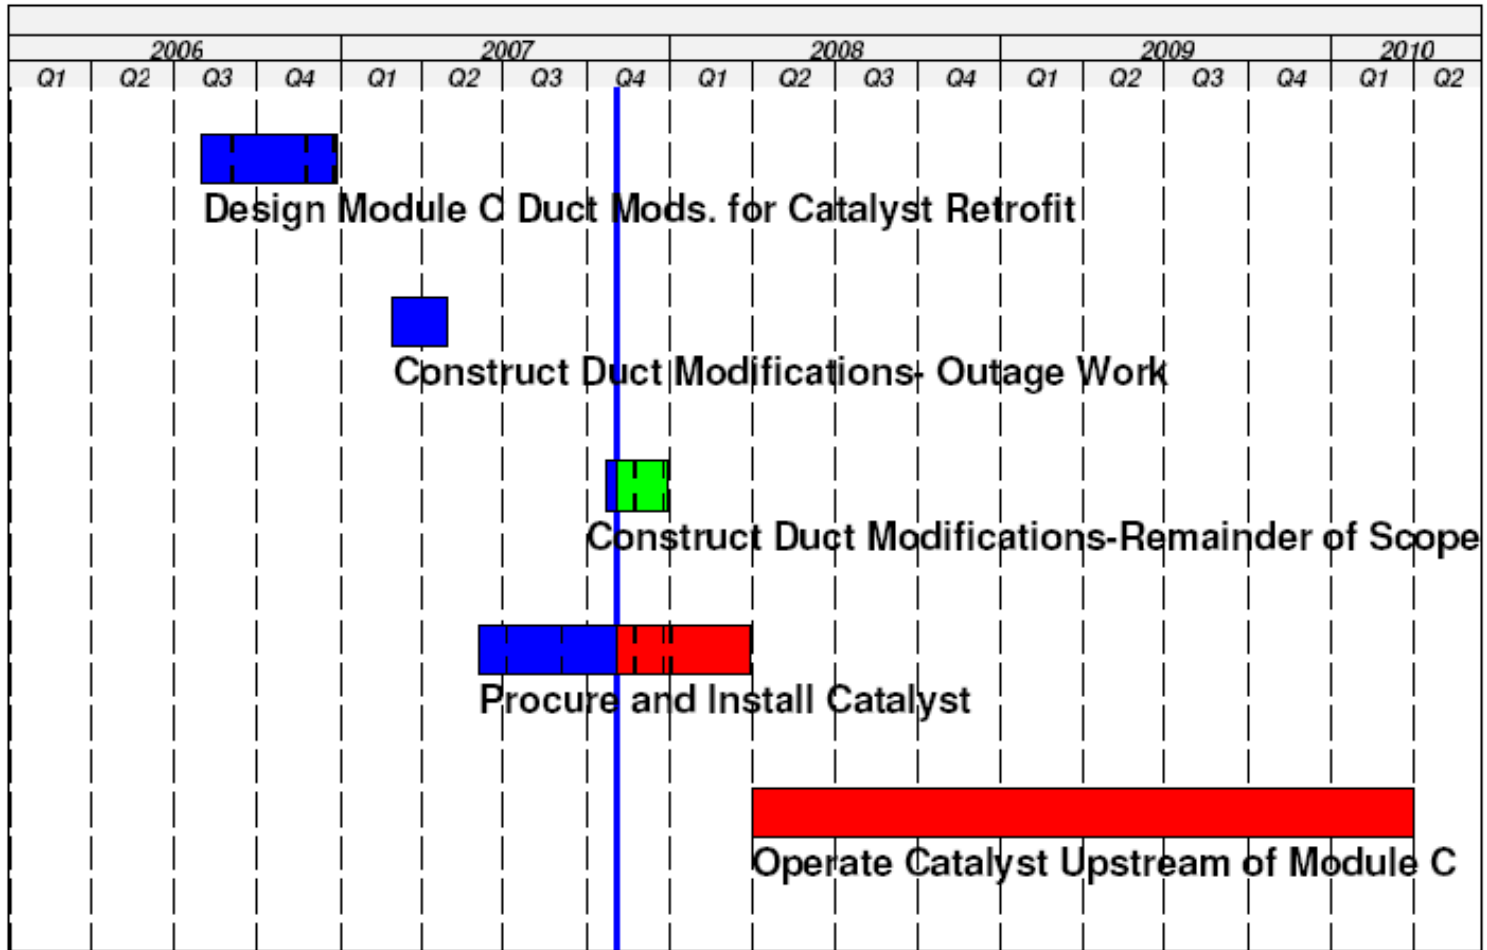 2006 2007 2008 2009 2010
Q1 Q2 Q3 Q4 Q1 Q2 Q3 Q4 Q1 Q2 Q3 Q4 Q1 Q2 Q3 Q4 Q1 Q2
Design Module C Duct Mods. for Catalyst Retrofit
Construct Duct Modifications- Outage Work
Construct Duct Modifications-Remainder of Scope
Procure and Install Catalyst
Operate Catalyst Upstream of Module C